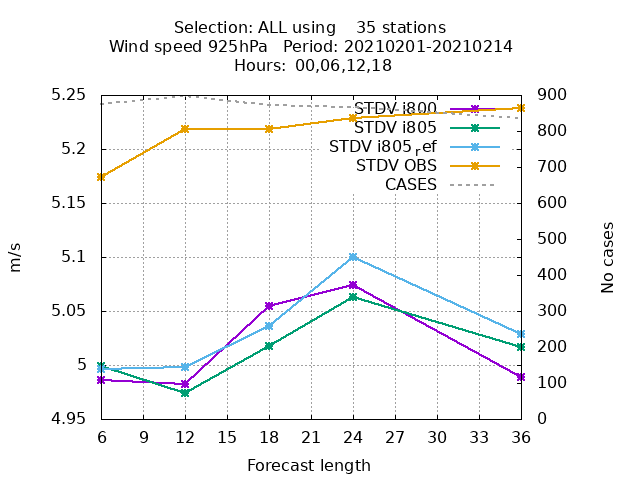 Selection: ALL using    35 stations
Wind speed 925hPa   Period: 20210201-20210214
Hours: 00,06,12,18
STDV i800
STDV i805
STDV i805ref
STDV OBS
CASES
5.25
5.2
5.15
5.1
5.05
5
4.95
m/s
900
800
700
600
500
400
300
200
100
0
No cases
6 9 12 15 18 21 24 27 30 33 36
Forecast length